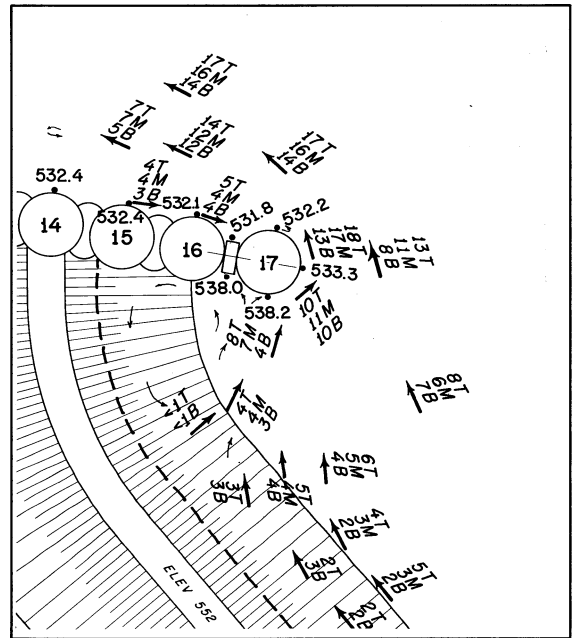 17T
16M
14B
7T
7M
5B
14T
12M
12B
17T
16M
14B
532.4
4T
4M
3B
532.1
5T
4M
4B
531.8
532.2
532.4
14
15
16
17
18T
17M
13B
13T
11M
8B
533.3
538.0
538.2
10T
11M
10B
8T
7M
4B
8T
6M
7B
<1T
<1B
4T
4M
3B
6T
5M
4B
3T
3B
5T
4M
4B
4T
3M
2B
2T
3B
5T
3M
2T
2B
ELEV 552